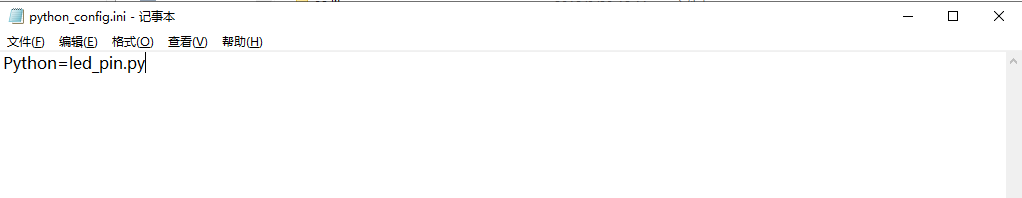 python_config.ini - 记事本
文件(F) 编辑(E) 格式(O) 查看(V) 帮助(H)
Python=led_pin.py